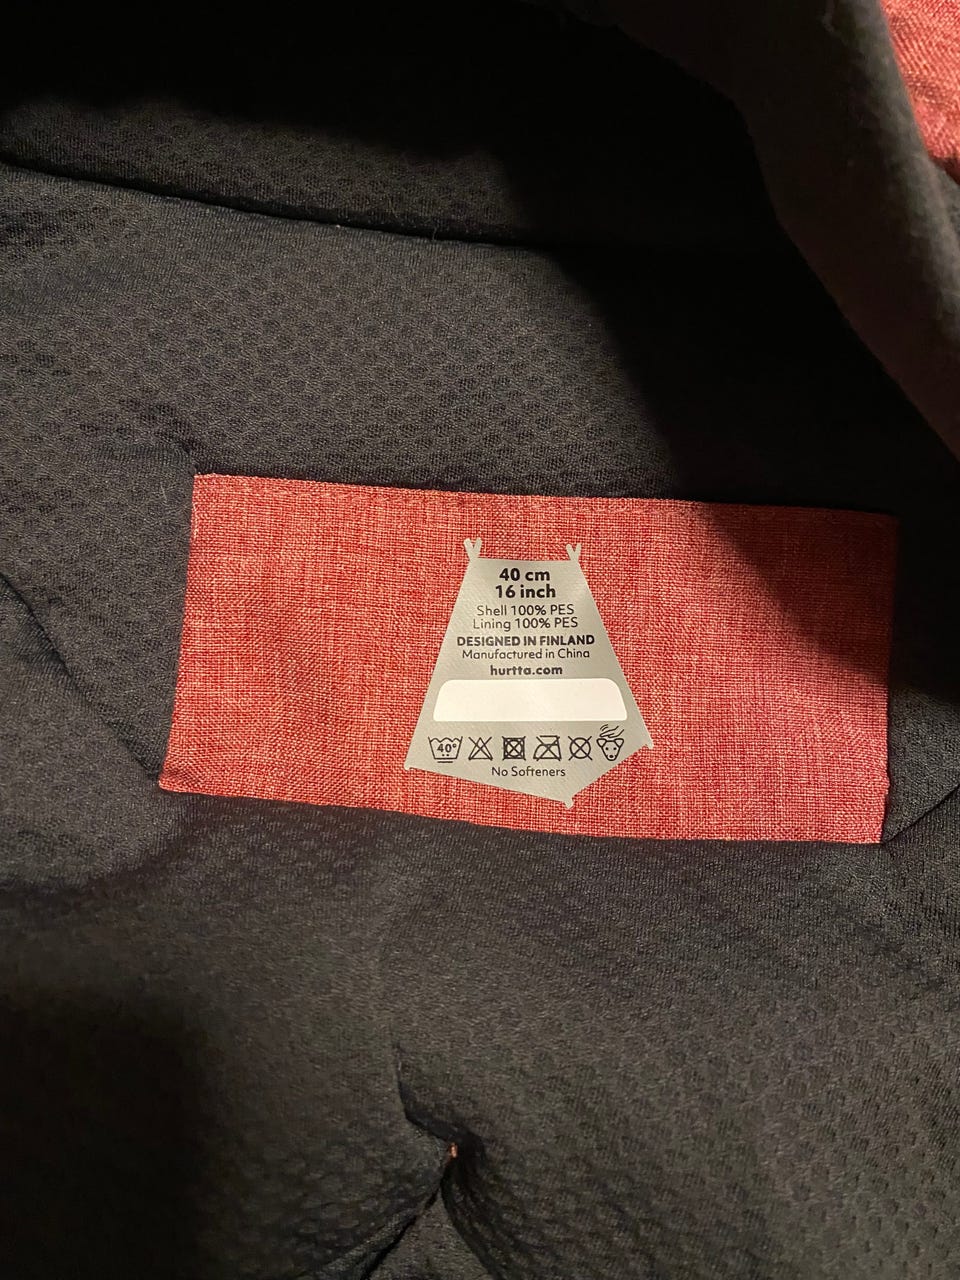 40 cm
16 inch
Shell 100% PES
Lining 100% PES
DESIGNED IN FINLAND
Manufactured in China
hurtta.com
40°
No Softeners